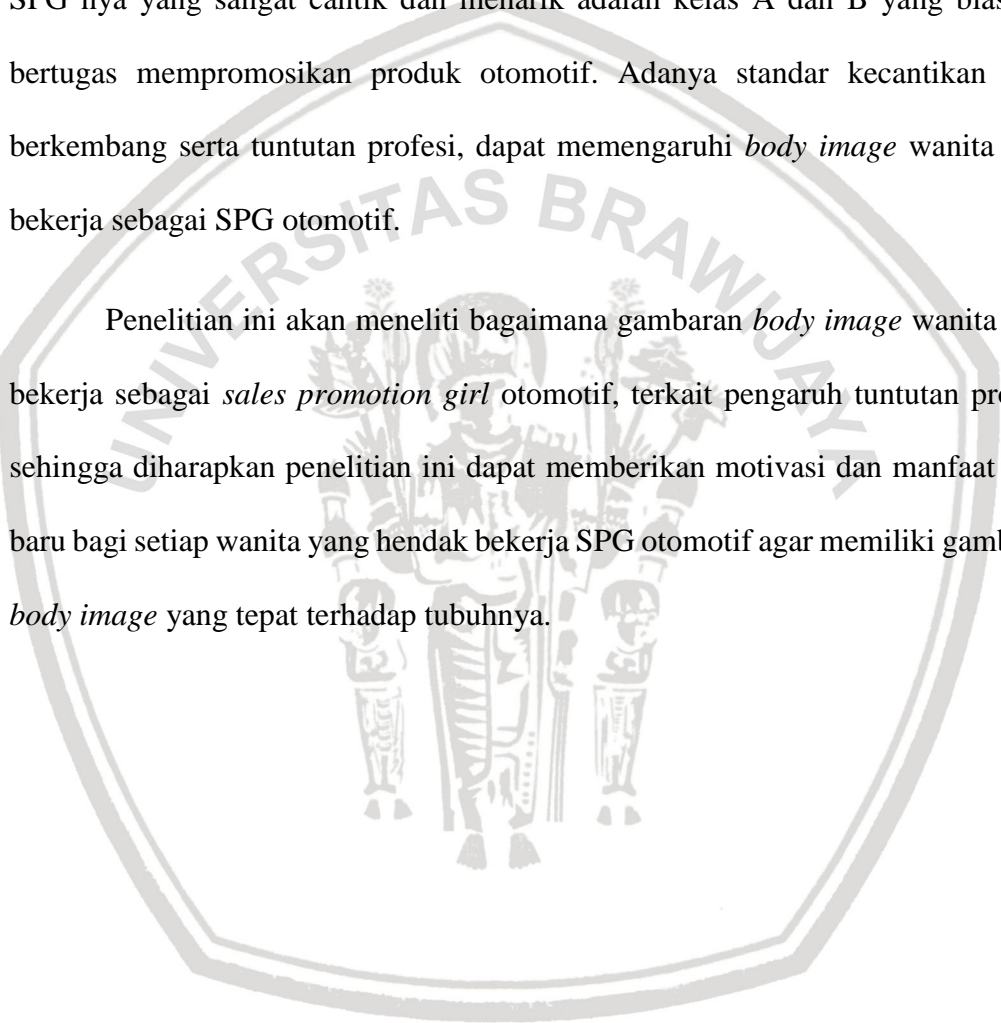 SPG nya yang sangat cantik dan menarik adalah kelas A dan B yang
bertugas mempromosikan produk otomotif. Adanya standar kecantikan
berkembang serta tuntutan profesi, dapat memengaruhi body image wanita
bekerja sebagai SPG otomotif.
UNIVERSITAS BRAWIJAYA
Penelitian ini akan meneliti bagaimana gambaran body image wanita
bekerja sebagai sales promotion girl otomotif, terkait pengaruh tuntutan
sehingga diharapkan penelitian ini dapat memberikan motivasi dan manfaat
baru bagi setiap wanita yang hendak bekerja SPG otomotif agar memiliki
body image yang tepat terhadap tubuhnya.